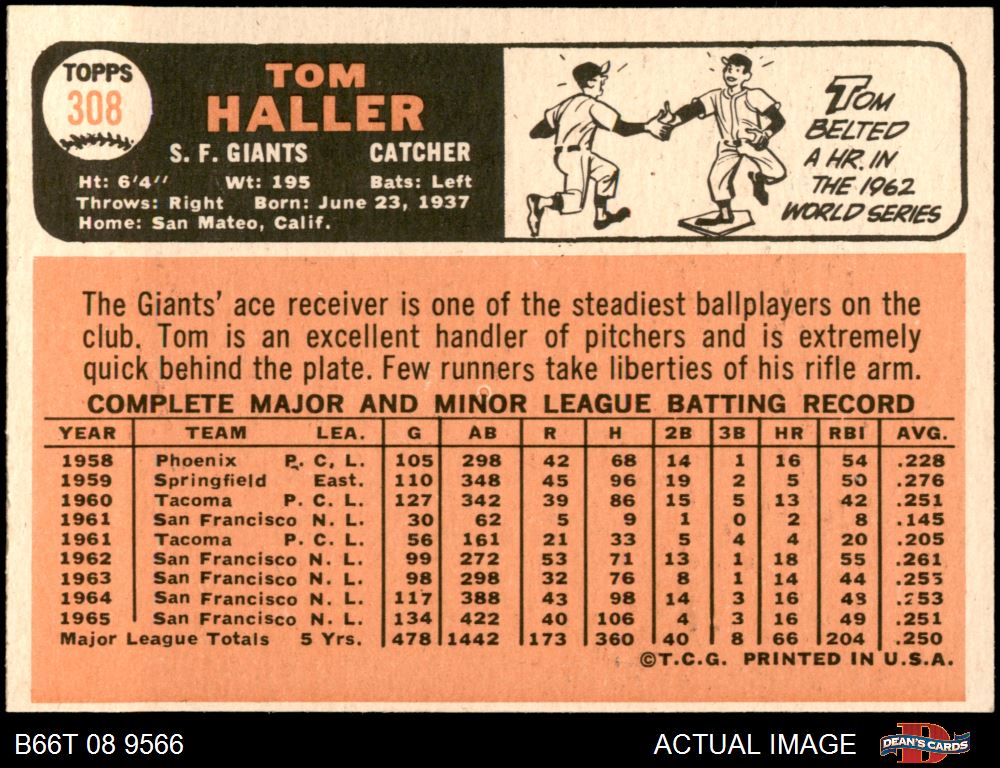 TOPPS
308
TOM
HALLER
S. F. GIANTS CATCHER
Ht: 6'4" Wt: 195 Bats: Left
Throws: Right Born: June 23, 1937
Home: San Mateo, Calif.
TOM
BELTED
A HR. IN
THE 1962
WORLD SERIES
The Giants' ace receiver is one of the steadiest ballplayers on the
club. Tom is an excellent handler of pitchers and is extremely
quick behind the plate. Few runners take liberties of his rifle arm.
COMPLETE MAJOR AND MINOR LEAGUE BATTING RECORD
YEAR TEAM LEA. G AB R H 2B 3B HR RBI AVG.
1958 Phoenix P. C, L. 105 298 42 68 14 1 16 54 .228
1959 Springfield East. 110 348 45 96 19 2 5 50 .276
1960 Tacoma P. C. L. 127 342 39 86 15 5 13 42 .251
1961 San Francisco N. L. 30 62 5 9 1 0 2 8 .145
1961 Tacoma P. C. L. 56 161 21 33 5 4 4 20 .205
1962 San Francisco N. L. 99 272 53 71 13 1 18 55 .261
1963 San Francisco N. L. 98 298 32 76 8 1 14 44 .255
1964 San Francisco N. L. 117 388 43 98 14 3 16 48 .253
1965 San Francisco N. L. 134 422 40 106 4 3 16 49 .251
Major League Totals 5 Yrs. 478 1442 173 360 40 8 66 204 .250
©T.C.G. PRINTED IN U.S.A.
B66T 08 9566 ACTUAL IMAGE DEAN'S CARDS